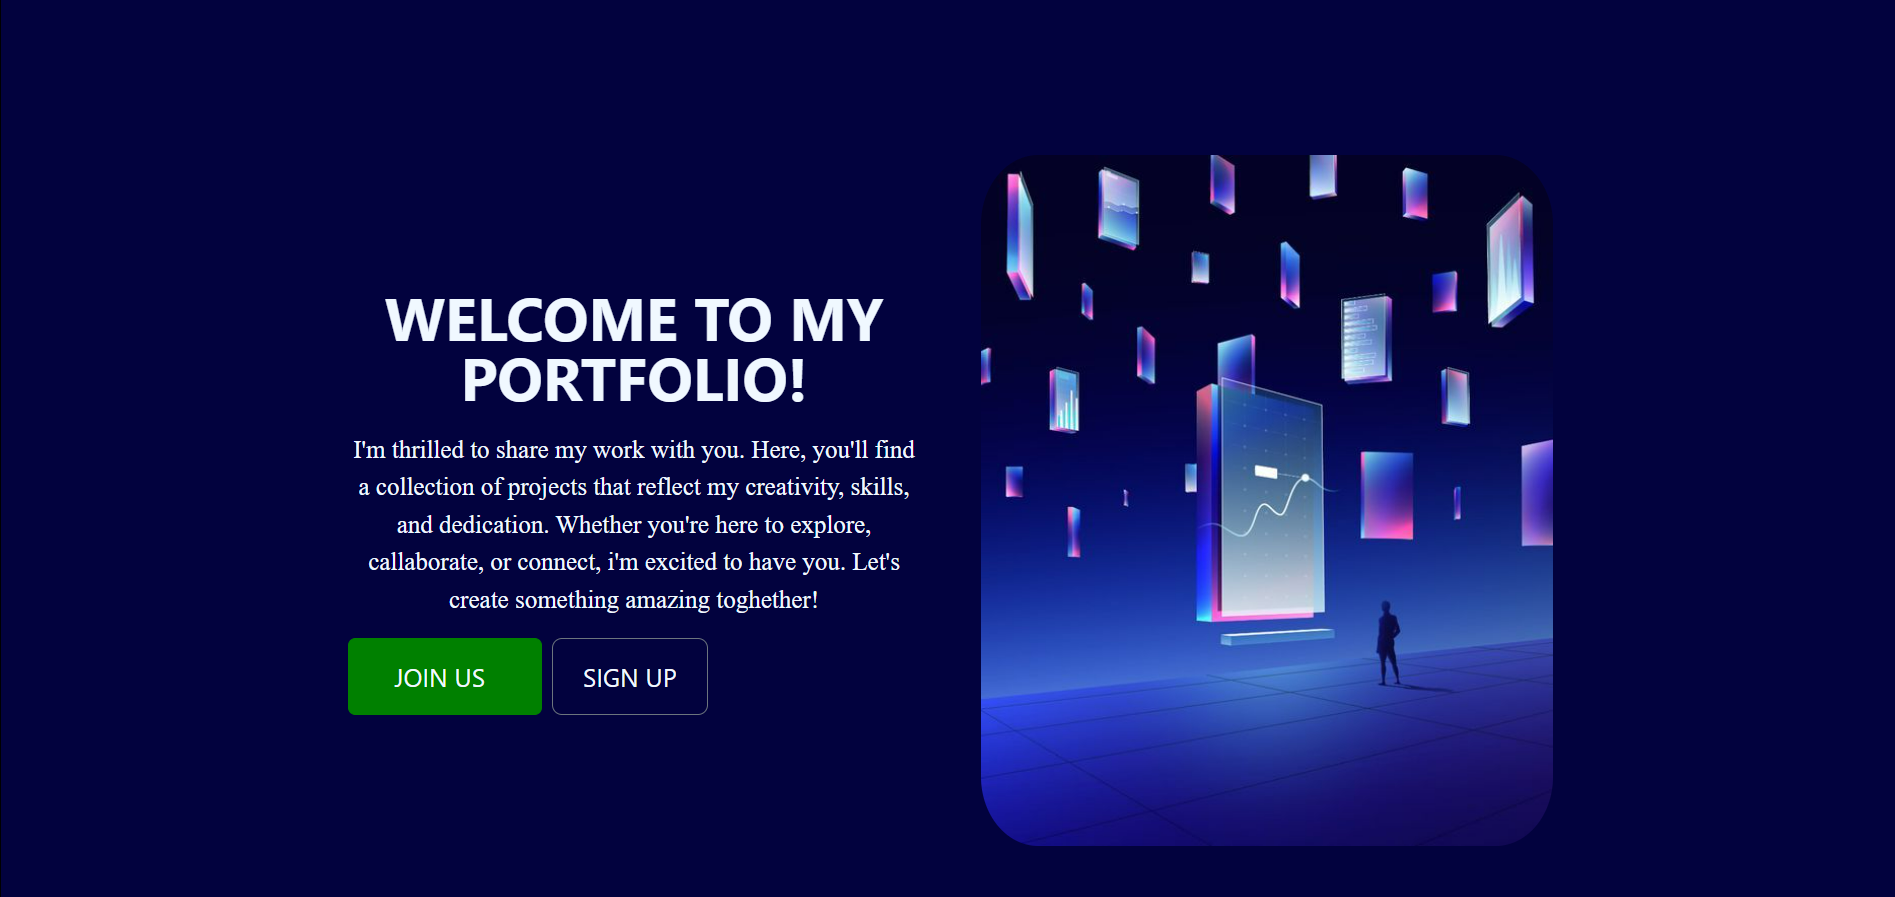 WELCOME TO MY
PORTFOLIO!
I'm thrilled to share my work with you. Here, you'll find
a collection of projects that reflect my creativity, skills,
and dedication. Whether you're here to explore,
callaborate, or connect, i'm excited to have you. Let's
create something amazing toghether!
JOIN US
SIGN UP